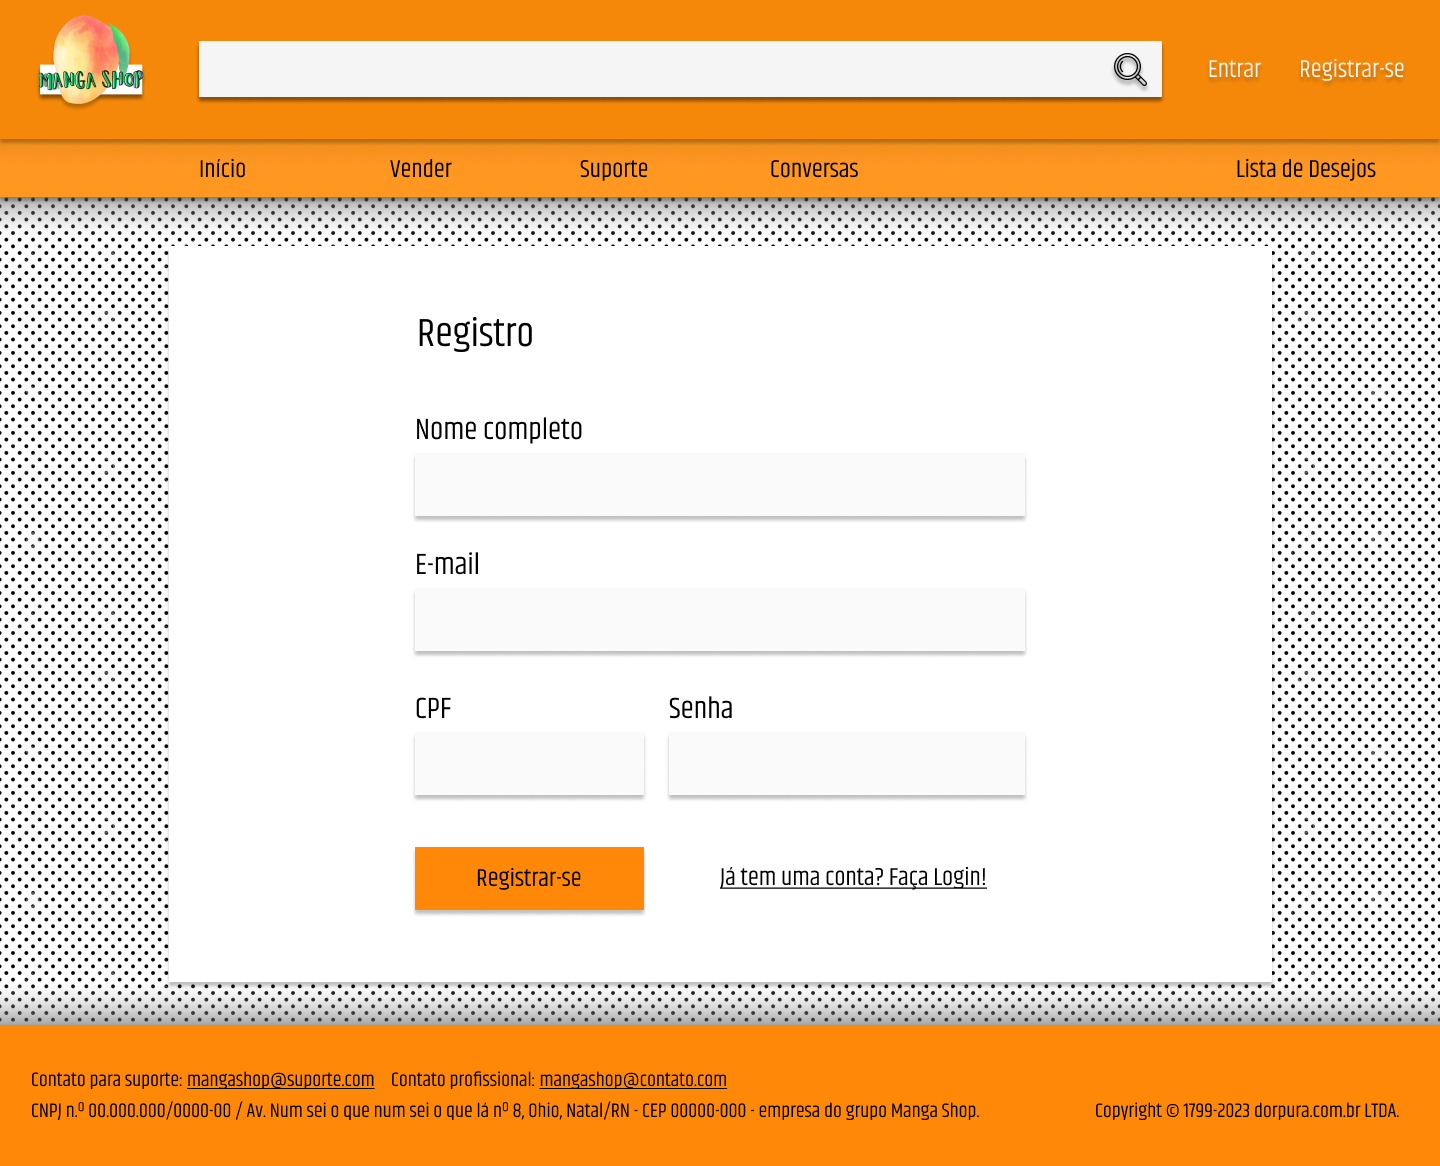 MANGA SHOP
Entrar Registrar-se
Início Vender Suporte Conversas Lista de Desejos
Registro
Nome completo
E-mail
CPF Senha
Registrar-se Já tem uma conta? Faça Login!
Contato para suporte: mangashop@suporte.com Contato profissional: mangashop@contato.com
CNPJ n.º 00.000.000/0000-00 / Av. Num sei o que num sei o que lá nº 8, Ohio, Natal/RN - CEP 00000-000 - empresa do grupo Manga Shop. Copyright © 1799-2023 dorpura.com.br LTDA.